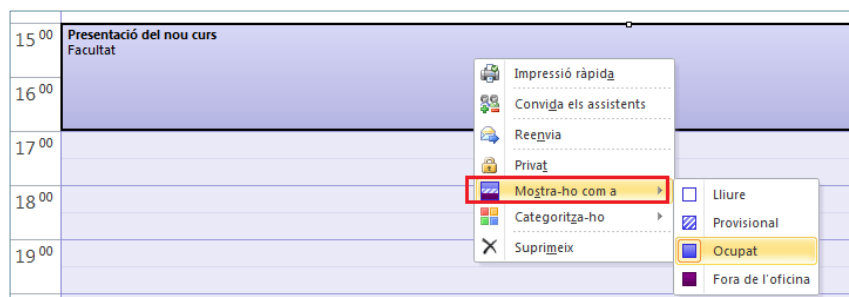 15 00
Presentació del nou curs
Facultat
16 00
17 00
18 00
19 00
Impressió ràpida
Convida els assistents
Reenvia
Privat
Mostra-ho com a
Categoritza-ho
Suprimeix
Lliure
Provisional
Ocupat
Fora de l'oficina